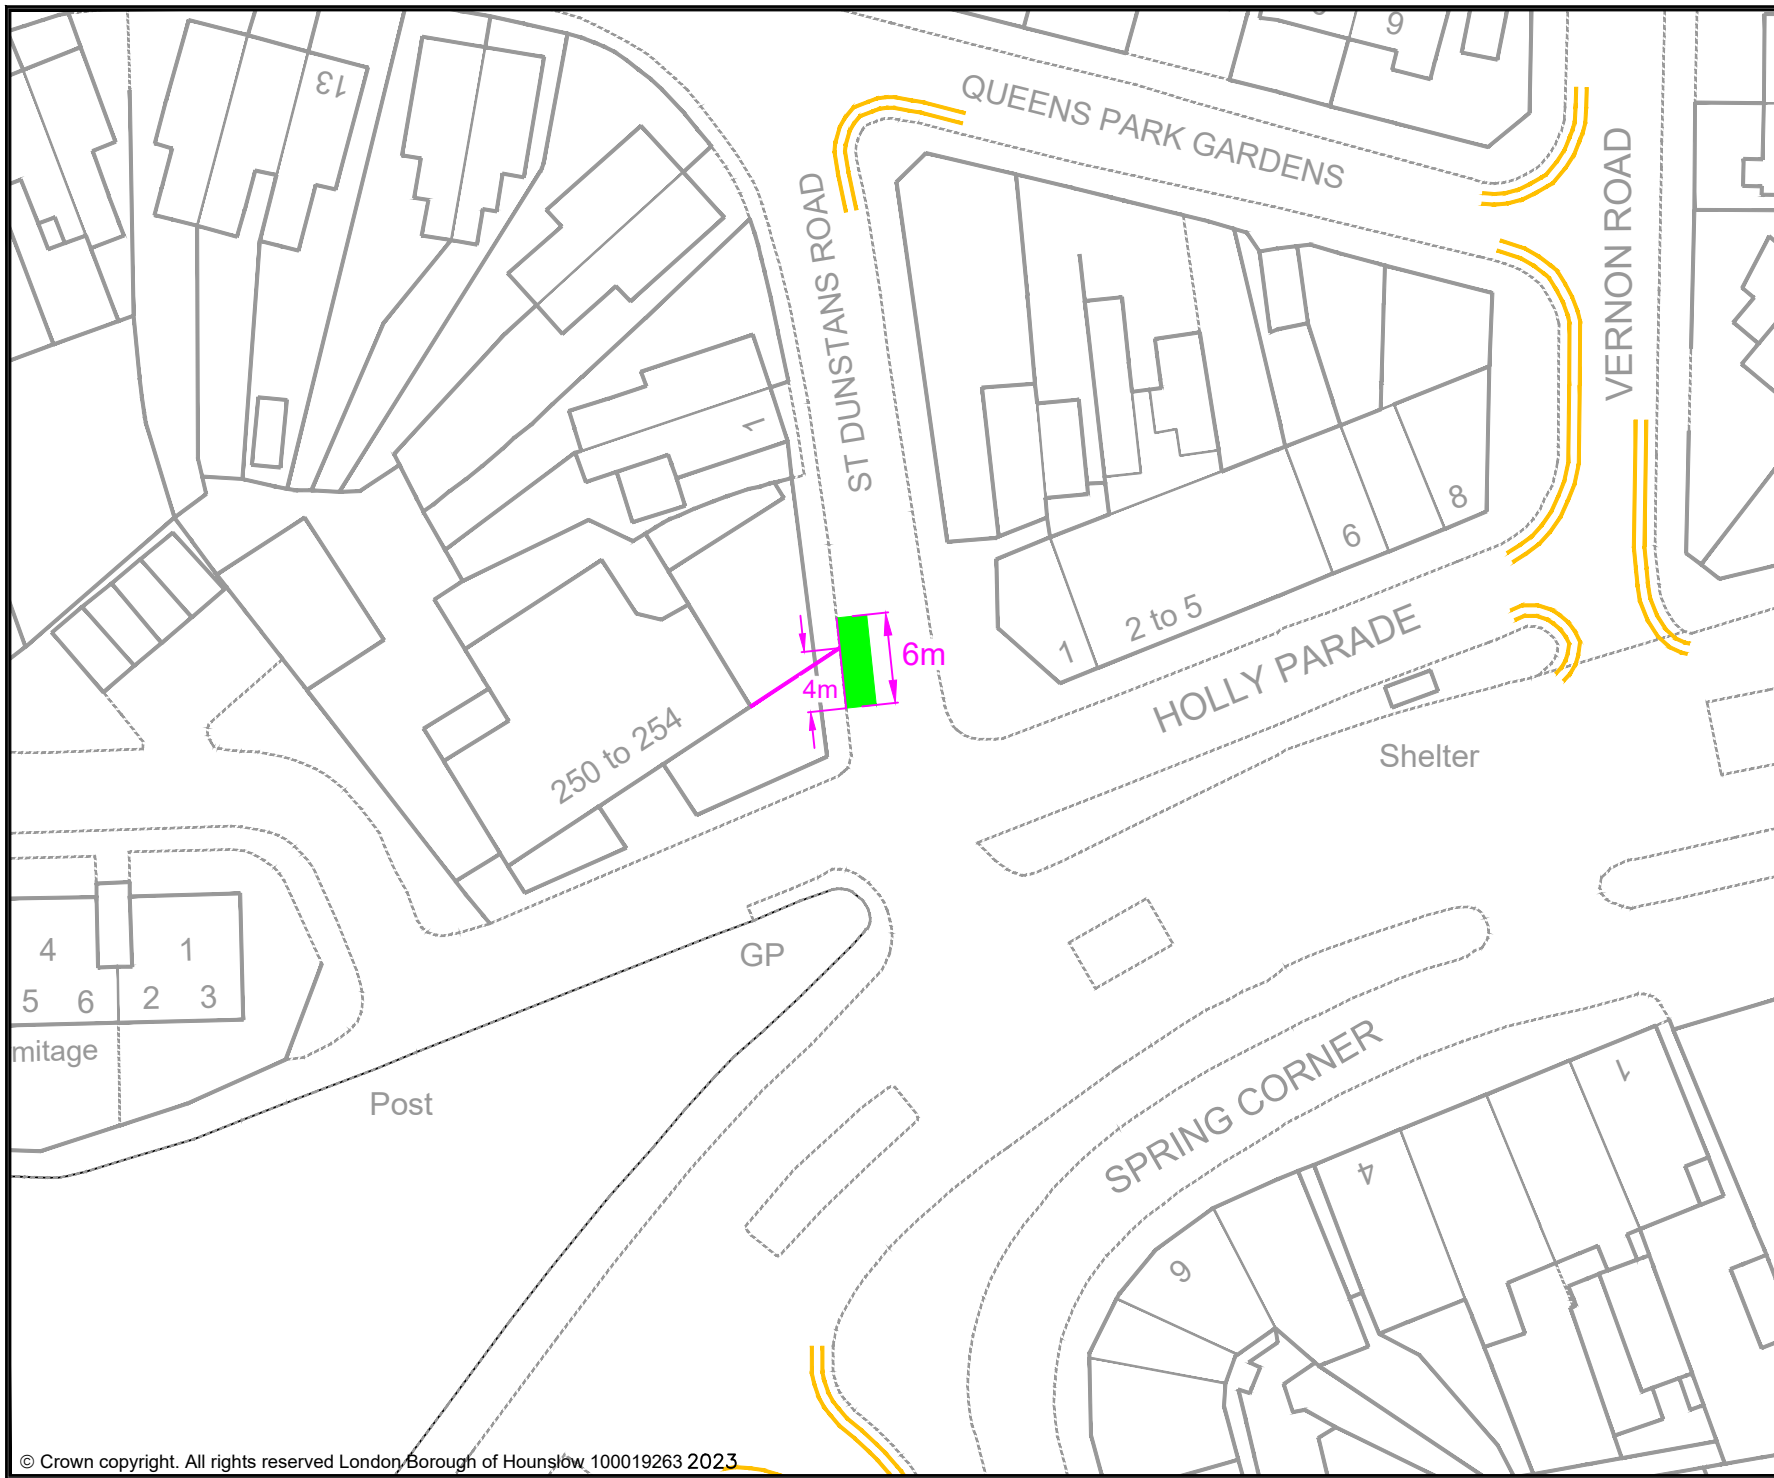 6
13
QUEENS PARK GARDENS
VERNON ROAD
ST DUNSTANS ROAD
1
8
6
2 to 5
1
6m
4m
HOLLY PARADE
250 to 254
Shelter
GP
4
1
5
6
2
3
mitage
Post
SPRING CORNER
1
4
6
© Crown copyright. All rights reserved London Borough of Hounslow 100019263 2023